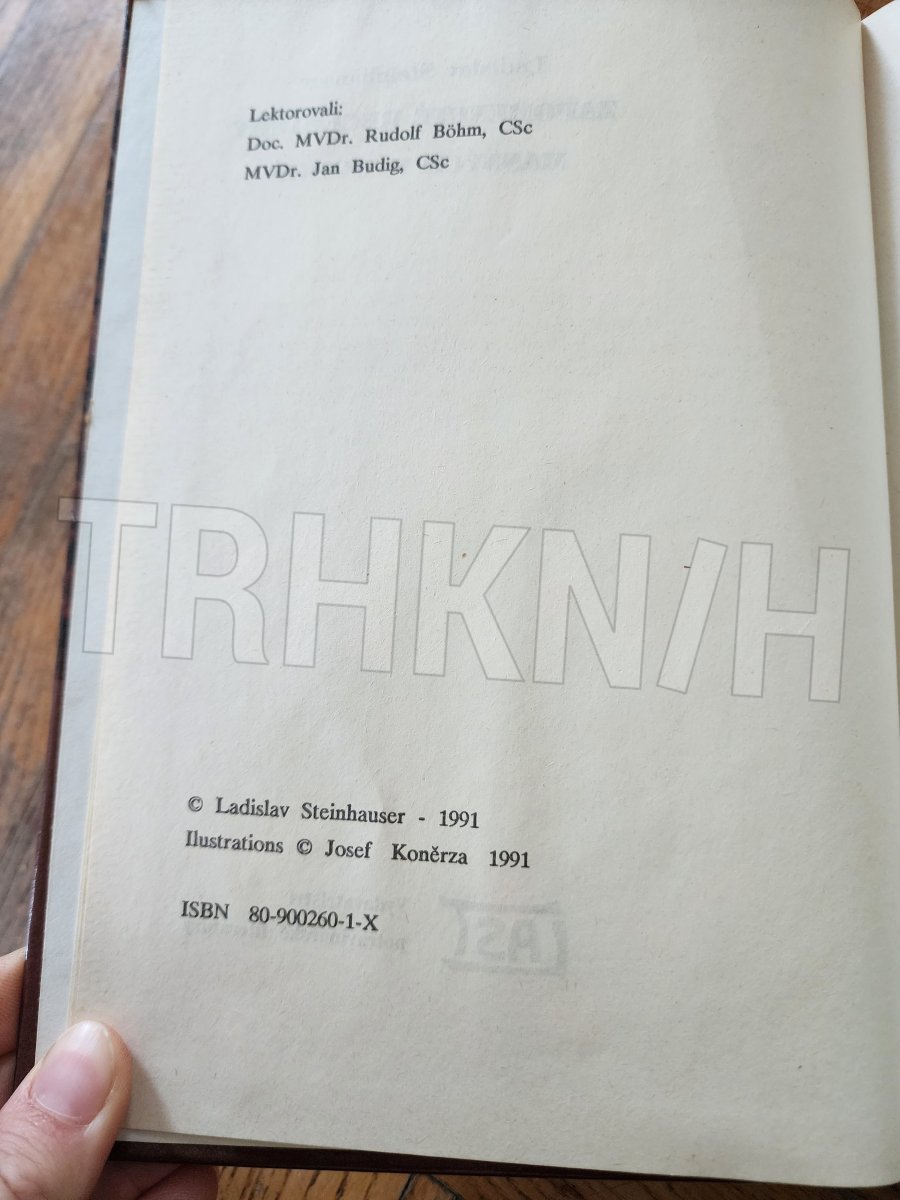 Lektorovali:
Doc. MVDr. Rudolf Böhm, CSc
MVDr. Jan Budig, CSc
TRHKN/H
© Ladislav Steinhauser - 1991
Ilustrations © Josef Koněrza 1991
ISBN 80-900260-1-X